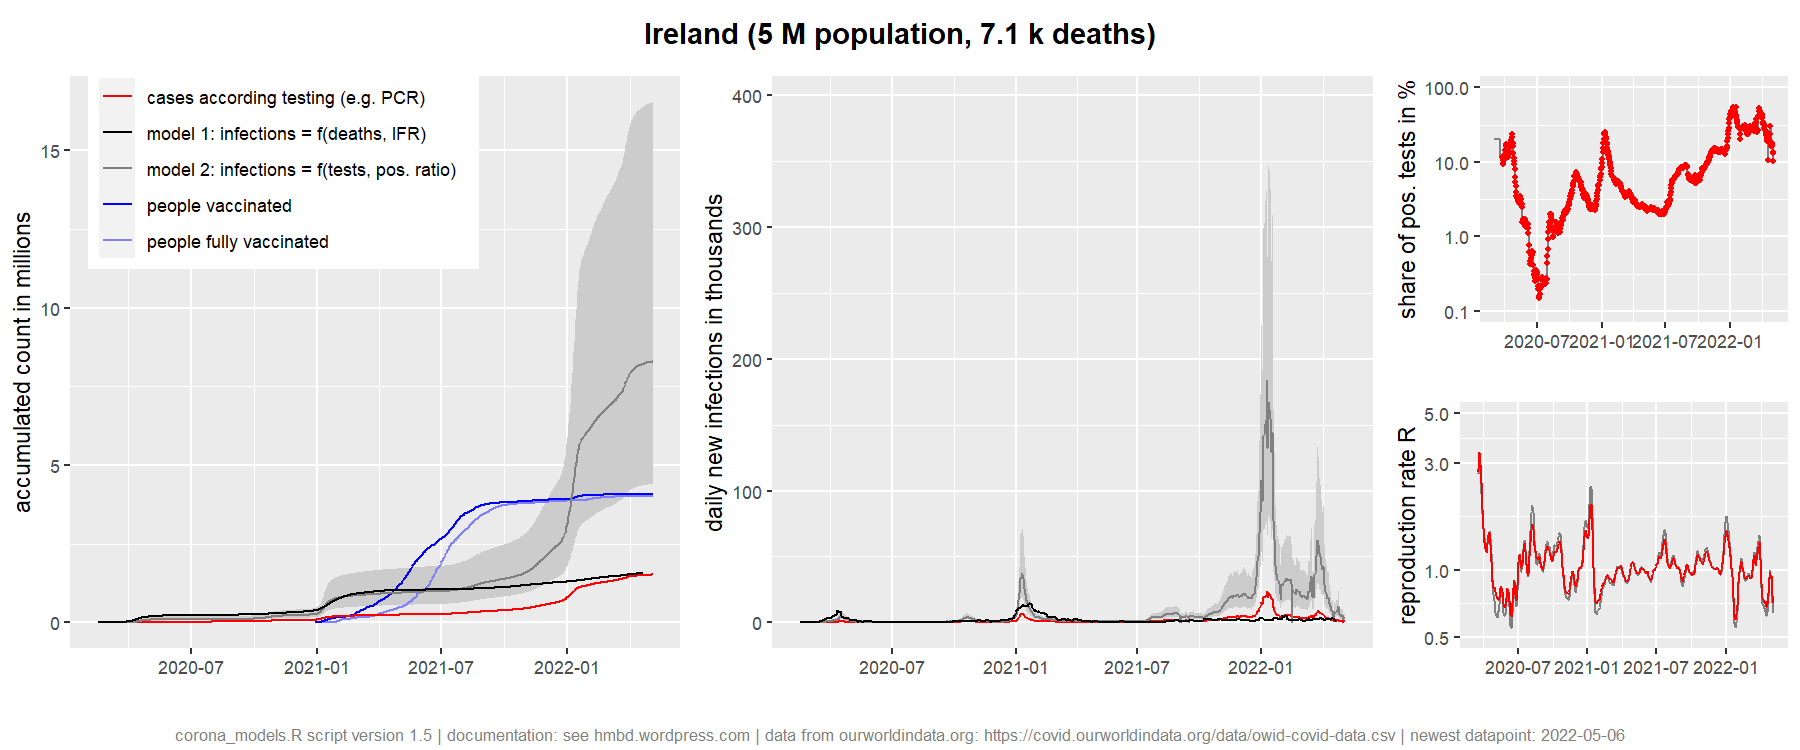 Ireland (5 M population, 7.1 k deaths)
cases according testing (e.g. PCR)
model 1: infections = f(deaths, IFR)
model 2: infections = f(tests, pos. ratio)
people vaccinated
people fully vaccinated
accumulated count in millions
15
10
5
0
2020-07 2021-01 2021-07 2022-01
daily new infections in thousands
400
300
200
100
0
2020-07 2021-01 2021-07 2022-01
share of pos. tests in %
100.0
10.0
1.0
0.1
2020-07 2021-01 2021-07 2022-01
reproduction rate R
5.0
3.0
1.0
0.5
2020-07 2021-01 2021-07 2022-01
corona_models.R script version 1.5 | documentation: see hmbd.wordpress.com | data from ourworldindata.org: https://covid.ourworldindata.org/data/owid-covid-data.csv | newest datapoint: 2022-05-06